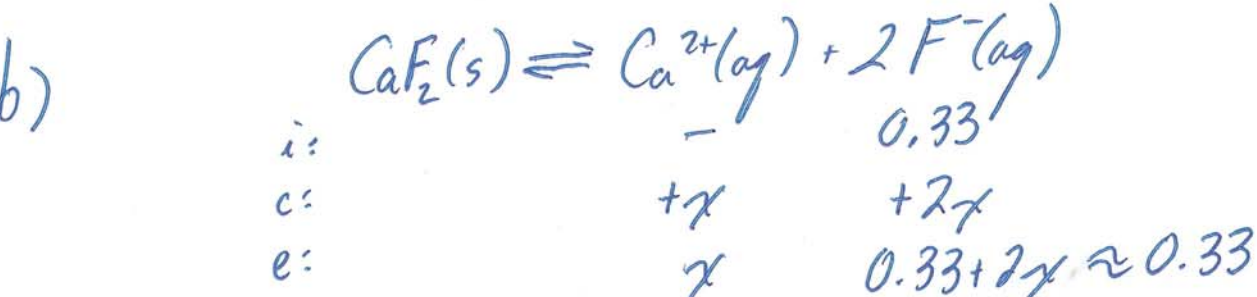 b) CaF₂(s) ⇌ Ca²⁺(aq) + 2F⁻(aq)
i: - 0.33
c: +x +2x
e: x 0.33+2x ≈ 0.33